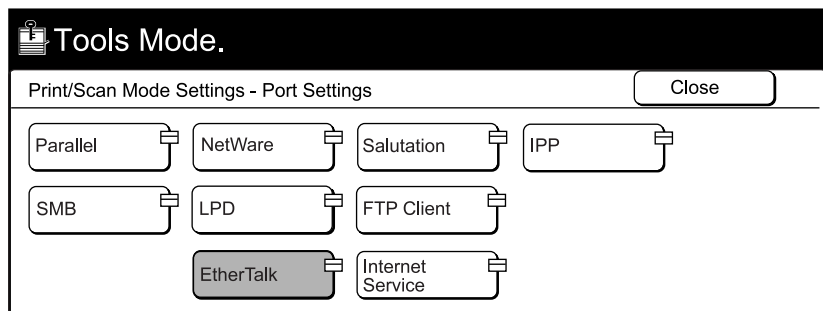 Tools Mode.
Print/Scan Mode Settings - Port Settings
Close
Parallel
NetWare
Salutation
IPP
SMB
LPD
FTP Client
EtherTalk
Internet
Service